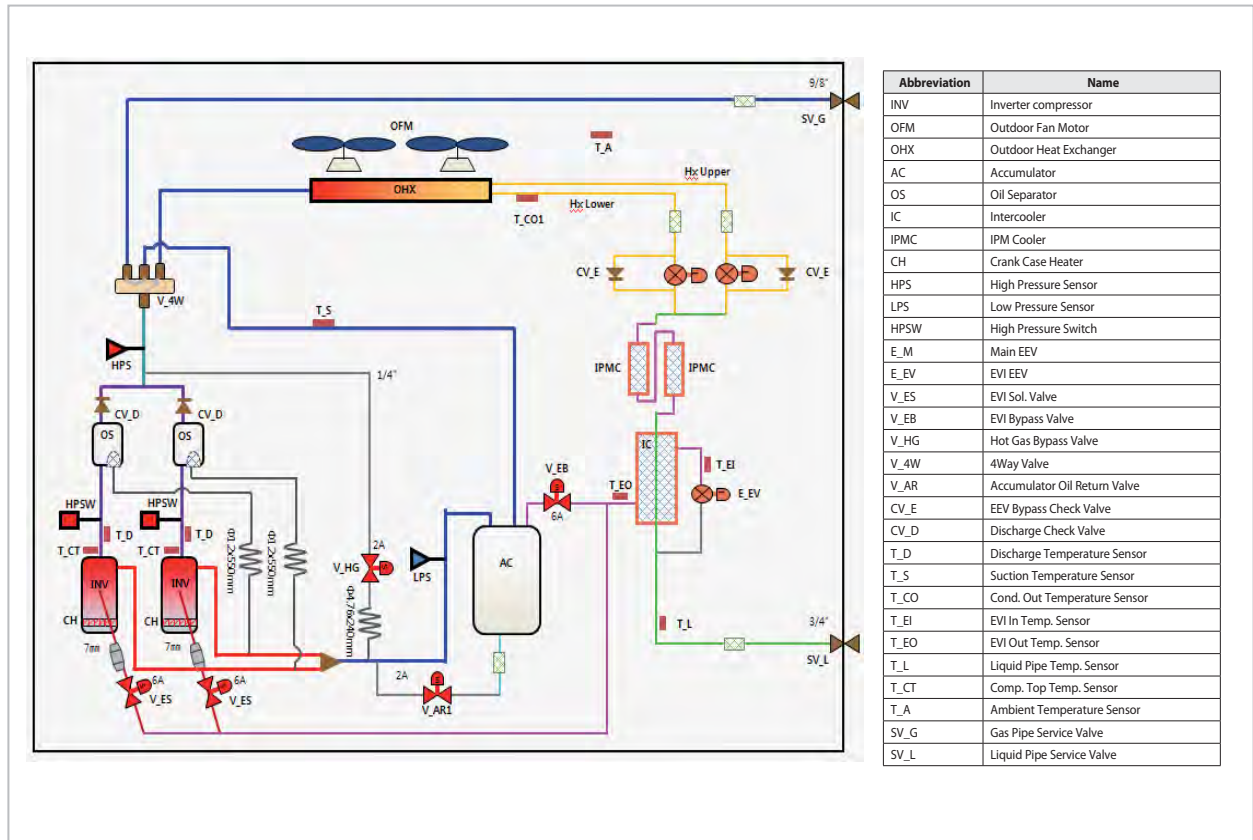 9/8"
SV_G
OFM
T_A
OHX
Hx Upper
Hx Lower
T_CO1
CV_E
CV_E
V_4W
T_S
HPS
1/4"
IPMC
IPMC
CV_D
CV_D
OS
OS
IC
T_EI
V_EB
T_EO
E_EV
6A
HPSW
HPSW
T_D
T_D
T_CT
T_CT
Φ1.2x550mm
Φ1.2x550mm
2A
V_HG
LPS
AC
INV
INV
CH
CH
Φ4.76x240mm
T_L
3/4"
SV_L
7mm
7mm
6A
6A
V_ES
V_ES
2A
V_AR1
Abbreviation Name
INV Inverter compressor
OFM Outdoor Fan Motor
OHX Outdoor Heat Exchanger
AC Accumulator
OS Oil Separator
IC Intercooler
IPMC IPM Cooler
CH Crank Case Heater
HPS High Pressure Sensor
LPS Low Pressure Sensor
HPSW High Pressure Switch
E_M Main EEV
E_EV EVI EEV
V_ES EVI Sol. Valve
V_EB EVI Bypass Valve
V_HG Hot Gas Bypass Valve
V_4W 4Way Valve
V_AR Accumulator Oil Return Valve
CV_E EEV Bypass Check Valve
CV_D Discharge Check Valve
T_D Discharge Temperature Sensor
T_S Suction Temperature Sensor
T_CO Cond. Out Temperature Sensor
T_EI EVI In Temp. Sensor
T_EO EVI Out Temp. Sensor
T_L Liquid Pipe Temp. Sensor
T_CT Comp. Top Temp. Sensor
T_A Ambient Temperature Sensor
SV_G Gas Pipe Service Valve
SV_L Liquid Pipe Service Valve